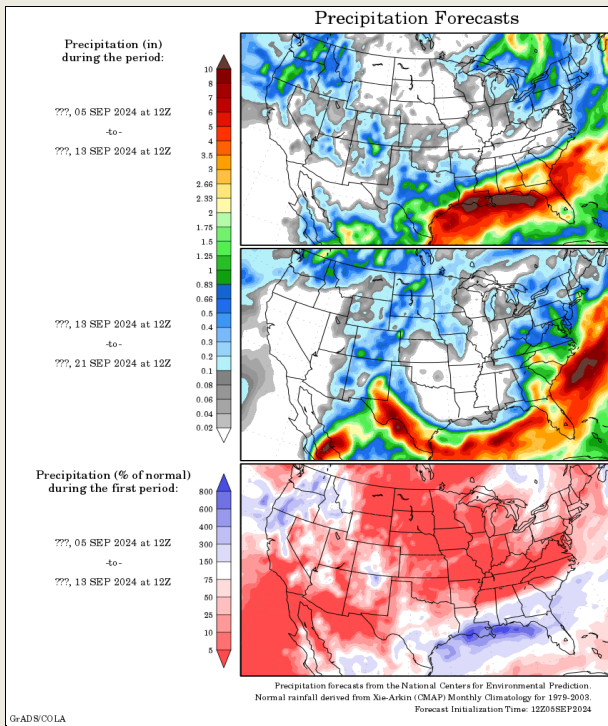 Precipitation Forecasts
Precipitation (in)
during the period:
???, 05 SEP 2024 at 12Z
-to-
???, 13 SEP 2024 at 12Z
10
8
7
6
5
4
3.5
3
2.66
2.33
2
1.75
1.5
1.25
1
0.83
0.66
0.5
0.4
0.3
0.2
0.1
0.08
0.06
0.04
0.02
???, 13 SEP 2024 at 12Z
-to-
???, 21 SEP 2024 at 12Z
Precipitation (% of normal)
during the first period:
???, 05 SEP 2024 at 12Z
-to-
???, 13 SEP 2024 at 12Z
800
600
400
300
150
75
50
25
10
5
Precipitation forecasts from the National Centers for Environmental Prediction.
Normal rainfall derived from Xie-Arkin (CMAP) Monthly Climatology for 1979-2003.
Forecast Initialization Time: 12Z05SEP2024
GrADS/COLA